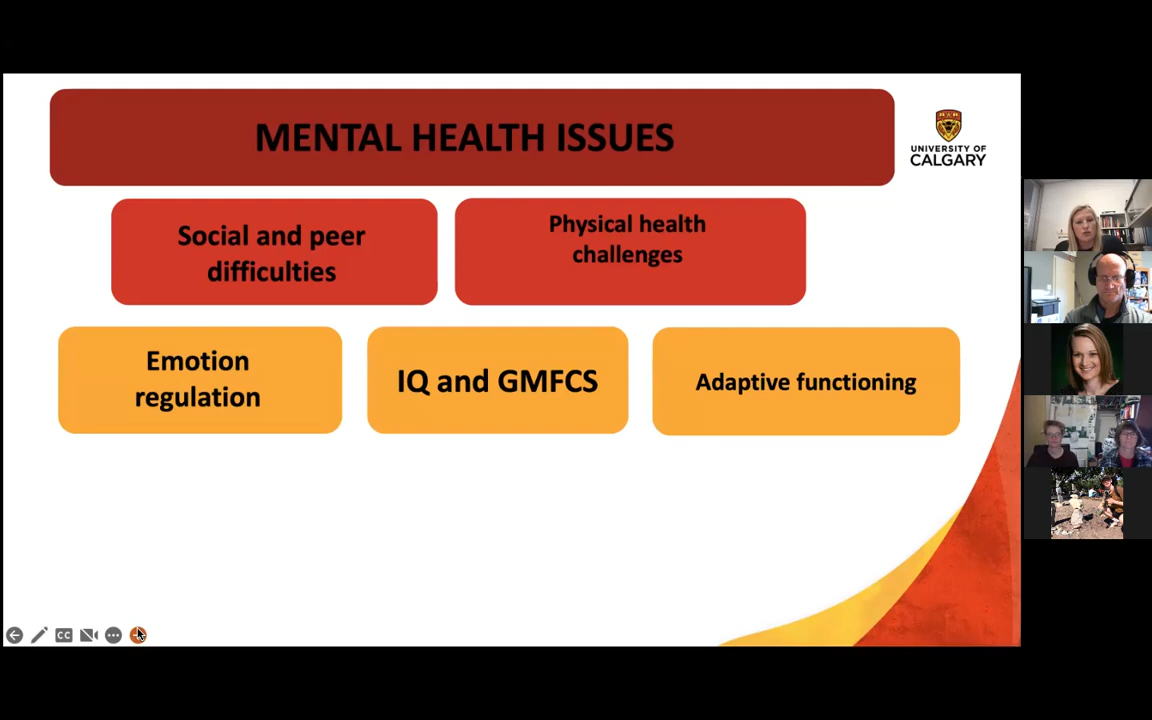 MENTAL HEALTH ISSUES
UNIVERSITY OF
CALGARY
Social and peer
difficulties
Physical health
challenges
Emotion
regulation
IQ and GMFCS
Adaptive functioning
CC